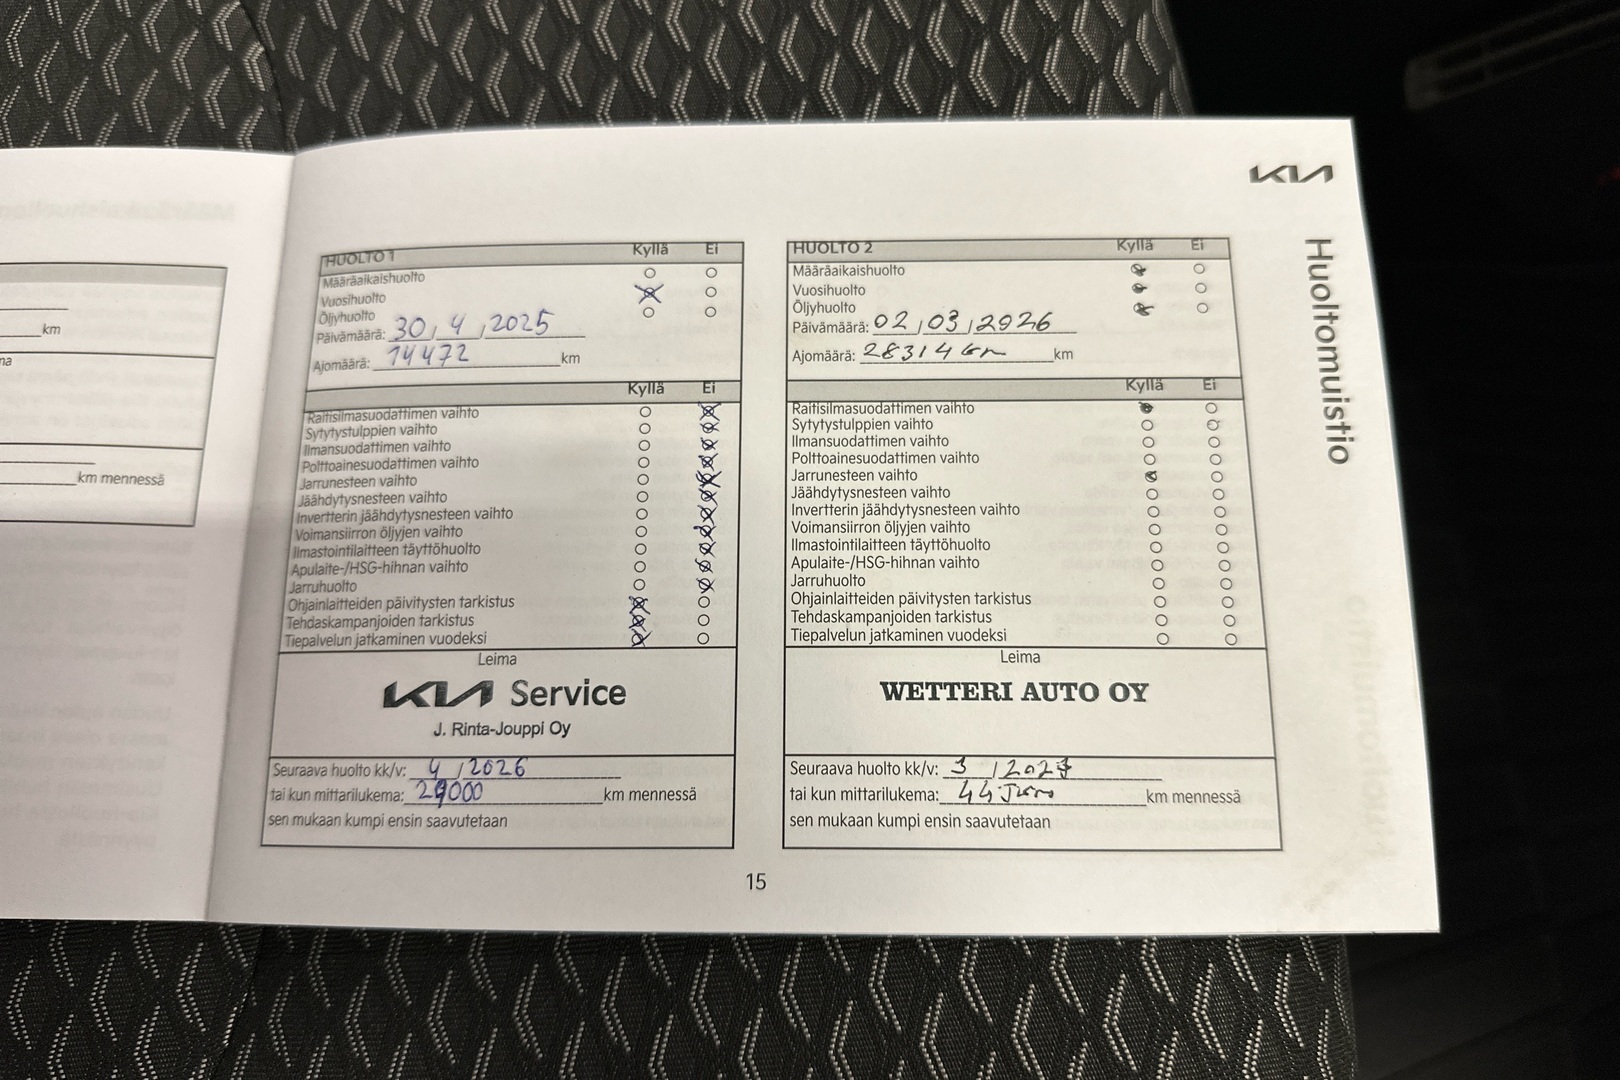 km
km mennessä
KIA
Huoltomuistio
HUOLTO 1 Kyllä Ei
Määräaikaishuolto
Vuosihuolto
Öljyhuolto
Päivämäärä: 30 / 4 / 2025
Ajomäärä: 14472 km
Kyllä Ei
Raitisilmasuodattimen vaihto
Sytytystulppien vaihto
Ilmansuodattimen vaihto
Polttoainesuodattimen vaihto
Jarrunesteen vaihto
Jäähdytysnesteen vaihto
Invertterin jäähdytysnesteen vaihto
Voimansiirron öljyjen vaihto
Ilmastointilaitteen täyttöhuolto
Apulaite-/HSG-hihnan vaihto
Jarruhuolto
Ohjainlaitteiden päivitysten tarkistus
Tehdaskampanjoiden tarkistus
Tiepalvelun jatkaminen vuodeksi
Leima
KIA Service
J. Rinta-Jouppi Oy
Seuraava huolto kk/v: 4 / 2026
tai kun mittarilukema: 29000 km mennessä
sen mukaan kumpi ensin saavutetaan
HUOLTO 2 Kyllä Ei
Määräaikaishuolto
Vuosihuolto
Öljyhuolto
Päivämäärä: 02 / 03 / 2026
Ajomäärä: 28314 km km
Kyllä Ei
Raitisilmasuodattimen vaihto
Sytytystulppien vaihto
Ilmansuodattimen vaihto
Polttoainesuodattimen vaihto
Jarrunesteen vaihto
Jäähdytysnesteen vaihto
Invertterin jäähdytysnesteen vaihto
Voimansiirron öljyjen vaihto
Ilmastointilaitteen täyttöhuolto
Apulaite-/HSG-hihnan vaihto
Jarruhuolto
Ohjainlaitteiden päivitysten tarkistus
Tehdaskampanjoiden tarkistus
Tiepalvelun jatkaminen vuodeksi
Leima
WETTERI AUTO OY
Seuraava huolto kk/v: 3 / 2027
tai kun mittarilukema: km mennessä
sen mukaan kumpi ensin saavutetaan
15